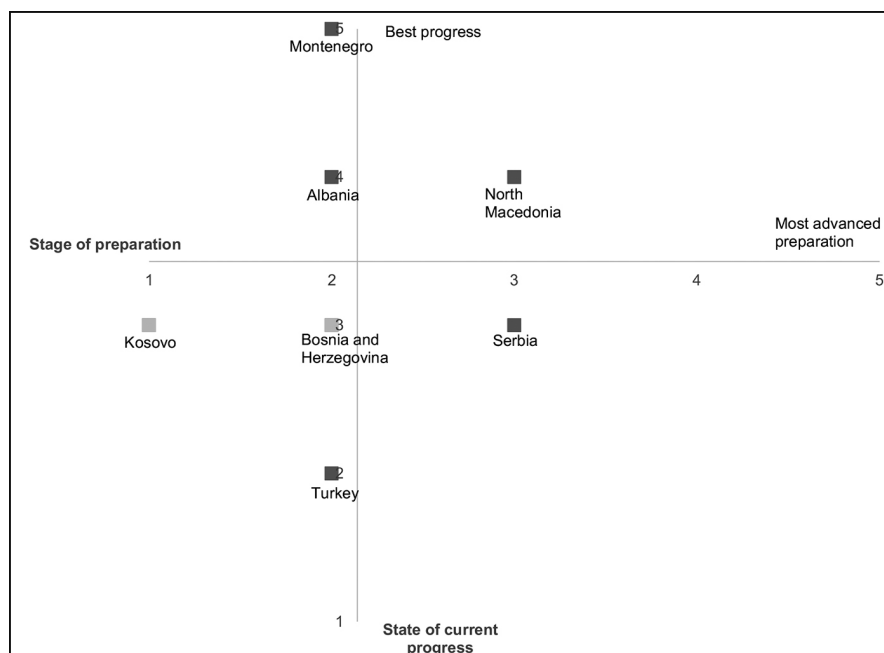 5
Best progress
Montenegro
4
Albania
North
Macedonia
Most advanced
preparation
Stage of preparation
1
2
3
4
5
3
Kosovo
Bosnia and
Herzegovina
Serbia
2
Turkey
1
State of current
progress